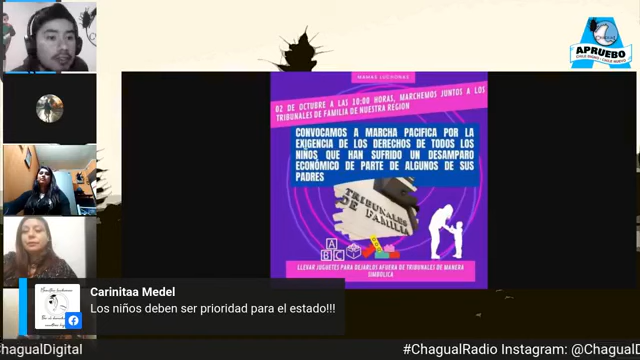 APRUEBO
MAMÁS LUCHONAS
02 DE OCTUBRE A LAS 10:00 HORAS, MARCHEMOS JUNTOS A LOS
TRIBUNALES DE FAMILIA DE NUESTRA REGION
CONVOCAMOS A MARCHA PACIFICA POR LA
EXIGENCIA DE LOS DERECHOS DE TODOS LOS
NIÑOS QUE HAN SUFRIDO UN DESAMPARO
ECONÓMICO DE PARTE DE ALGUNOS DE SUS
PADRES
TRIBUNALES
DE FAMILIA
A
B C
LLEVAR JUGUETES PARA DEJARLOS AFUERA DE TRIBUNALES DE MANERA
SIMBOLICA
Carinitaa Medel
Los niños deben ser prioridad para el estado!!!
ChagualDigital
#ChagualRadio Instagram: @ChagualD